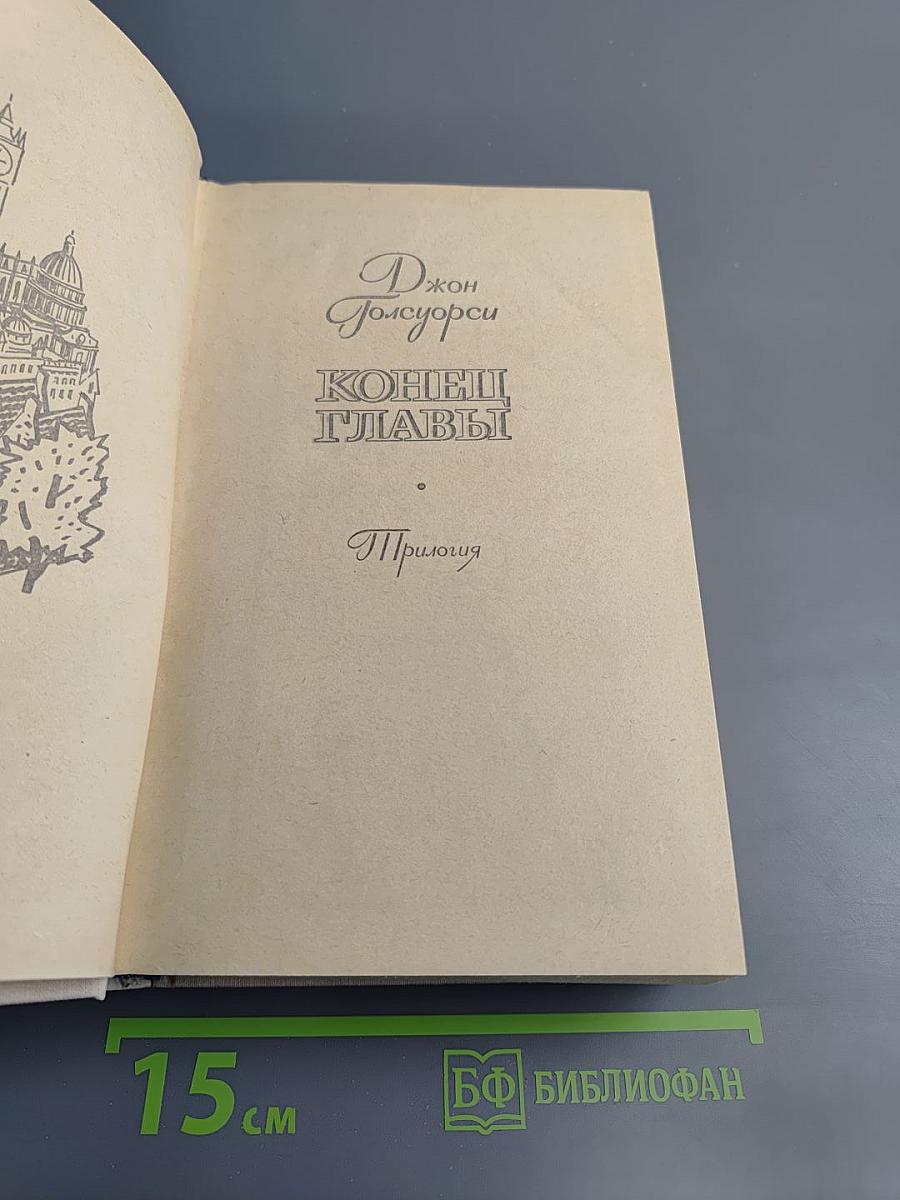 Джон
Голсуорси
КОНЕЦ
ГЛАВЫ
Трилогия
15 см
БФ БИБЛИОФАН